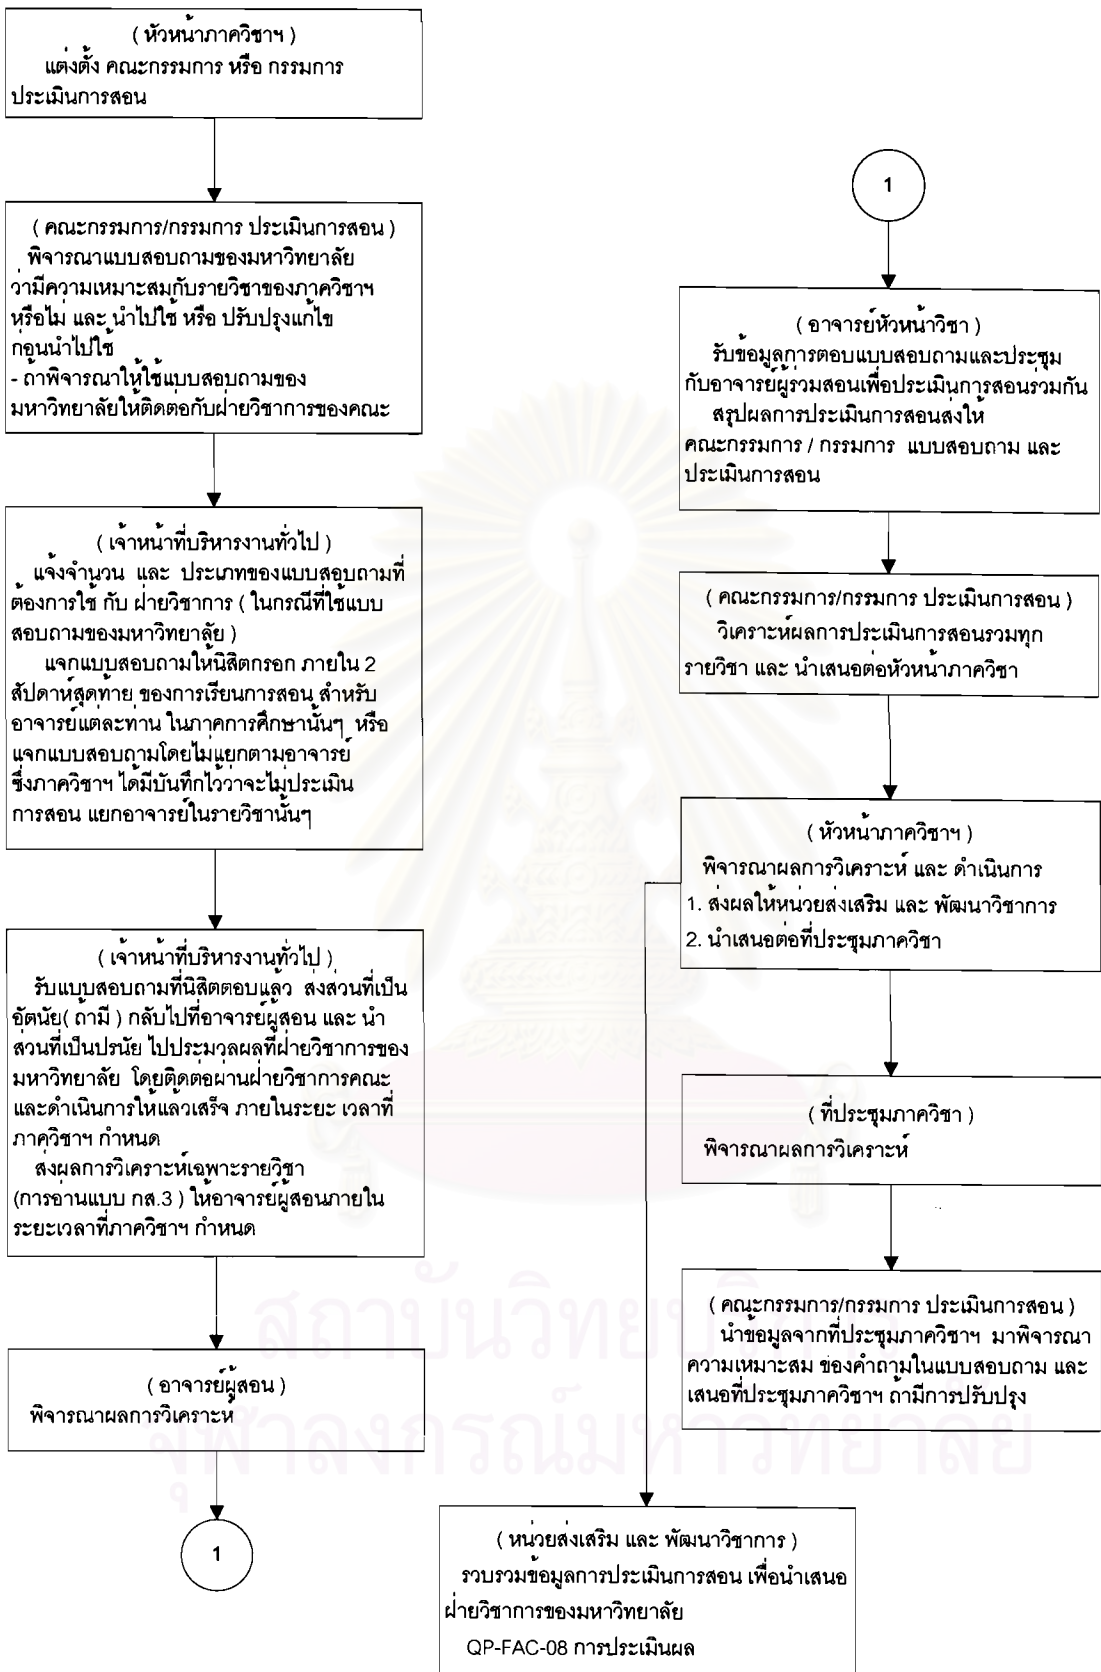 ( หัวหน้าภาควิชาฯ )
แต่งตั้ง คณะกรรมการ หรือ กรรมการ
ประเมินการสอน
( คณะกรรมการ/กรรมการ ประเมินการสอน )
พิจารณาแบบสอบถามของมหาวิทยาลัย
ว่ามีความเหมาะสมกับรายวิชาของภาควิชาฯ
หรือไม่ และ นำไปใช้ หรือ ปรับปรุงแก้ไข
ก่อนนำไปใช้
- ถ้าพิจารณาให้ใช้แบบสอบถามของ
มหาวิทยาลัยให้ติดต่อกับฝ่ายวิชาการของคณะ
( เจ้าหน้าที่บริหารงานทั่วไป )
แจ้งจำนวน และ ประเภทของแบบสอบถามที่
ต้องการใช้ กับ ฝ่ายวิชาการ ( ในกรณีที่ใช้แบบ
สอบถามของมหาวิทยาลัย )
แจกแบบสอบถามให้นิสิตกรอก ภายใน 2
สัปดาห์สุดท้าย ของการเรียนการสอน สำหรับ
อาจารย์แต่ละท่าน ในภาคการศึกษานั้นๆ หรือ
แจกแบบสอบถามโดยไม่แยกตามอาจารย์
ซึ่งภาควิชาฯ ได้มีบันทึกไว้ว่าจะไม่ประเมิน
การสอน แยกอาจารย์ในรายวิชานั้นๆ
( เจ้าหน้าที่บริหารงานทั่วไป )
รับแบบสอบถามที่นิสิตตอบแล้ว ส่งส่วนที่เป็น
อัตนัย( ถ้ามี ) กลับไปที่อาจารย์ผู้สอน และ นำ
ส่วนที่เป็นปรนัย ไปประมวลผลที่ฝ่ายวิชาการของ
มหาวิทยาลัย โดยติดต่อผ่านฝ่ายวิชาการคณะ
และดำเนินการให้แล้วเสร็จ ภายในระยะ เวลาที่
ภาควิชาฯ กำหนด
ส่งผลการวิเคราะห์เฉพาะรายวิชา
(การอ่านแบบ กส.3 ) ให้อาจารย์ผู้สอนภายใน
ระยะเวลาที่ภาควิชาฯ กำหนด
( อาจารย์ผู้สอน )
พิจารณาผลการวิเคราะห์
1
1
( อาจารย์หัวหน้าวิชา )
รับข้อมูลการตอบแบบสอบถามและประชุม
กับอาจารย์ผู้ร่วมสอนเพื่อประเมินการสอนร่วมกัน
สรุปผลการประเมินการสอนส่งให้
คณะกรรมการ / กรรมการ แบบสอบถาม และ
ประเมินการสอน
( คณะกรรมการ/กรรมการ ประเมินการสอน )
วิเคราะห์ผลการประเมินการสอนรวมทุก
รายวิชา และ นำเสนอต่อหัวหน้าภาควิชา
( หัวหน้าภาควิชาฯ )
พิจารณาผลการวิเคราะห์ และ ดำเนินการ
1. ส่งผลให้หน่วยส่งเสริม และ พัฒนาวิชาการ
2. นำเสนอต่อที่ประชุมภาควิชา
( ที่ประชุมภาควิชา )
พิจารณาผลการวิเคราะห์
( คณะกรรมการ/กรรมการ ประเมินการสอน )
นำข้อมูลจากที่ประชุมภาควิชาฯ มาพิจารณา
ความเหมาะสม ของคำถามในแบบสอบถาม และ
เสนอที่ประชุมภาควิชาฯ ถ้ามีการปรับปรุง
( หน่วยส่งเสริม และ พัฒนาวิชาการ )
รวบรวมข้อมูลการประเมินการสอน เพื่อนำเสนอ
ฝ่ายวิชาการของมหาวิทยาลัย
QP-FAC-08 การประเมินผล
สถาบันวิทยบริการ
จุฬาลงกรณ์มหาวิทยาลัย